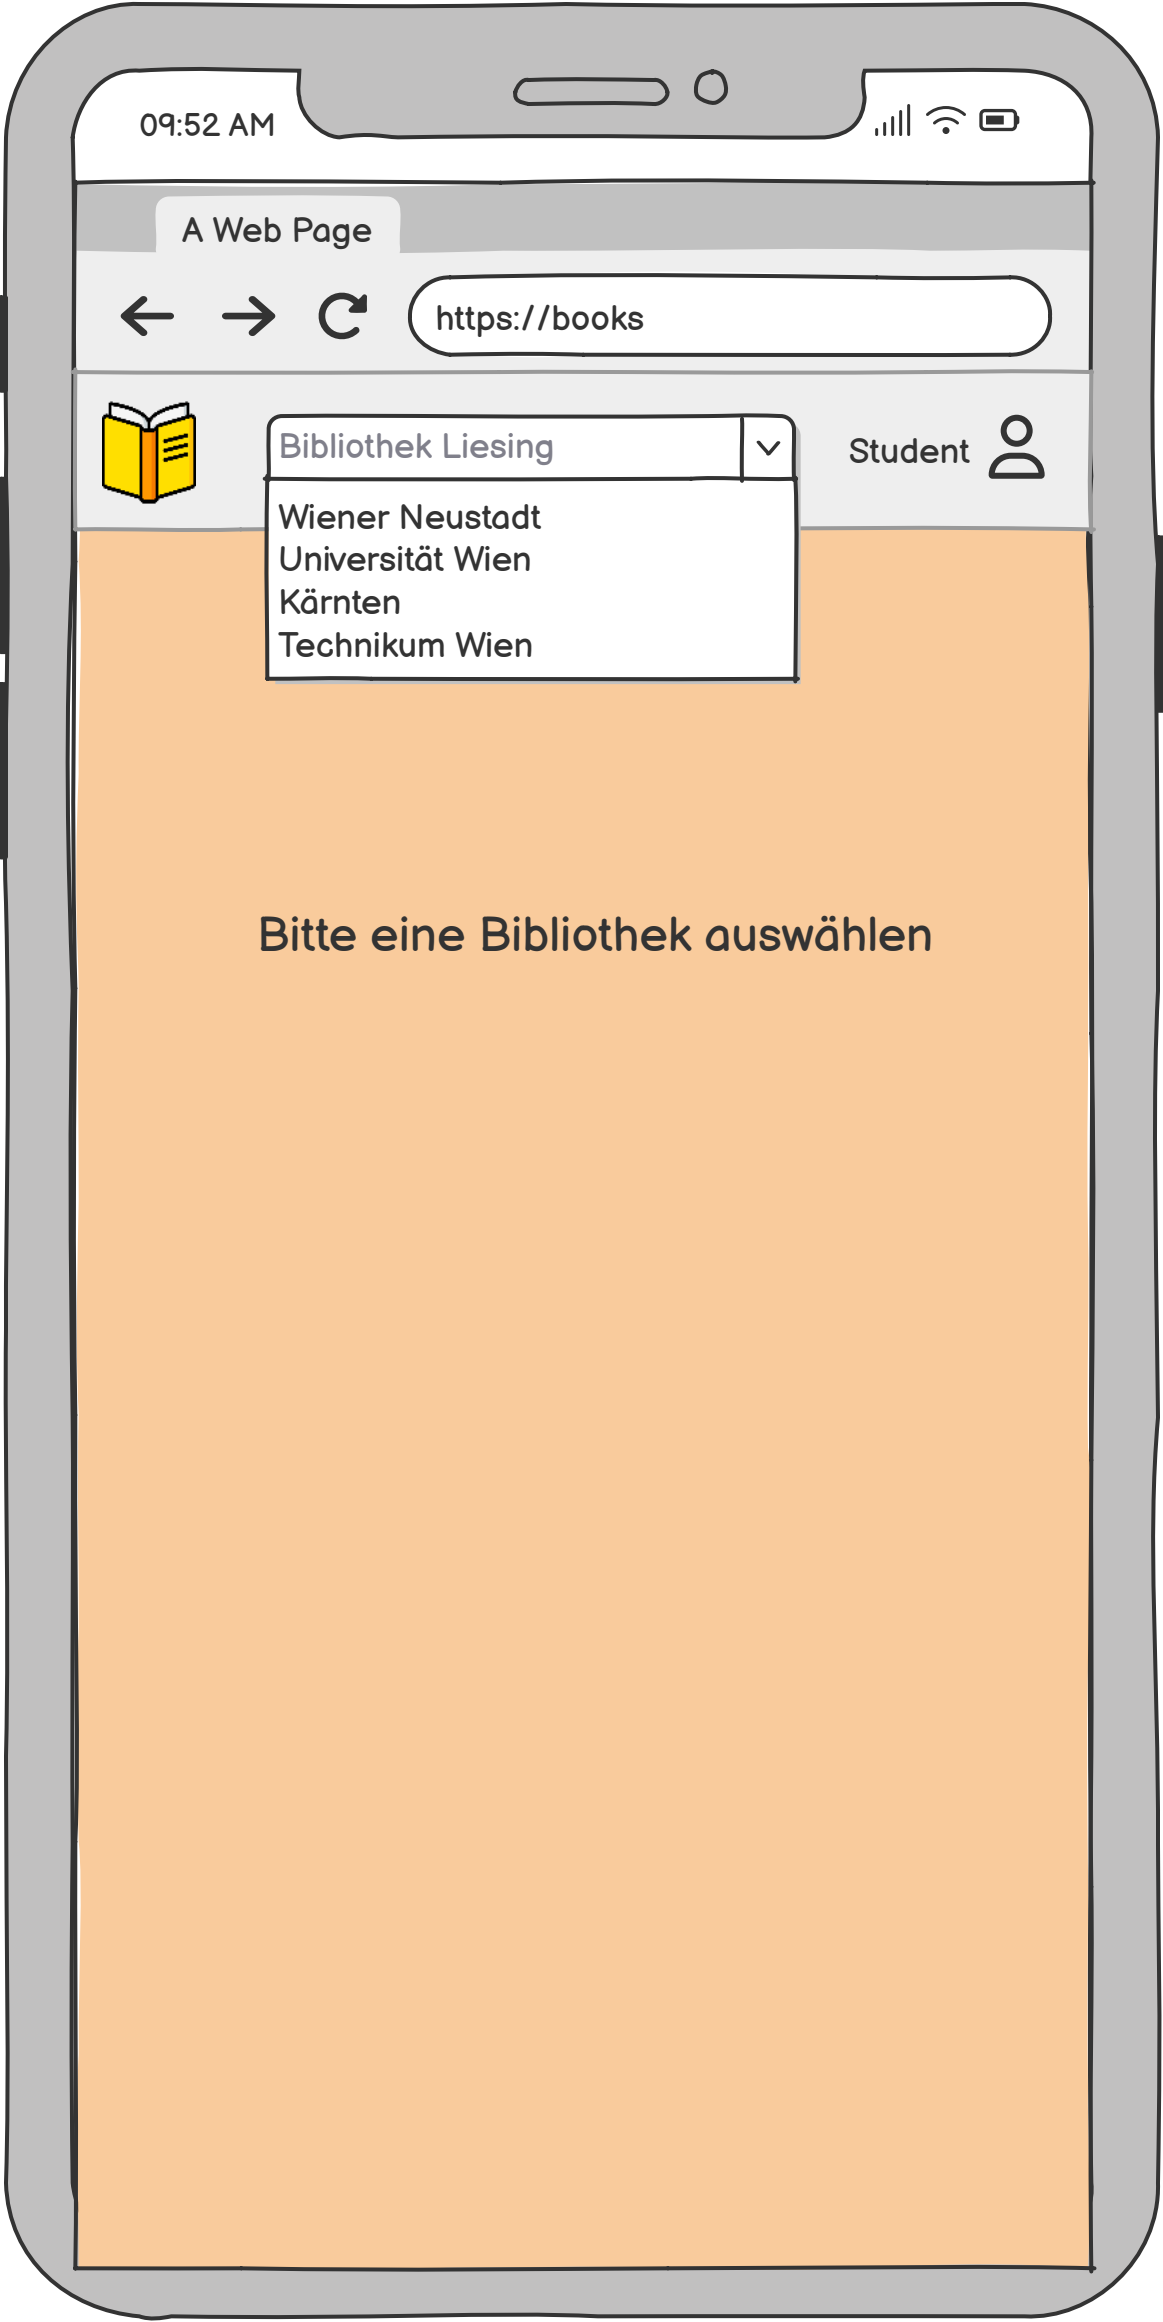 09:52 AM
A Web Page
https://books
Bibliothek Liesing
Student
Wiener Neustadt
Universität Wien
Kärnten
Technikum Wien
Bitte eine Bibliothek auswählen